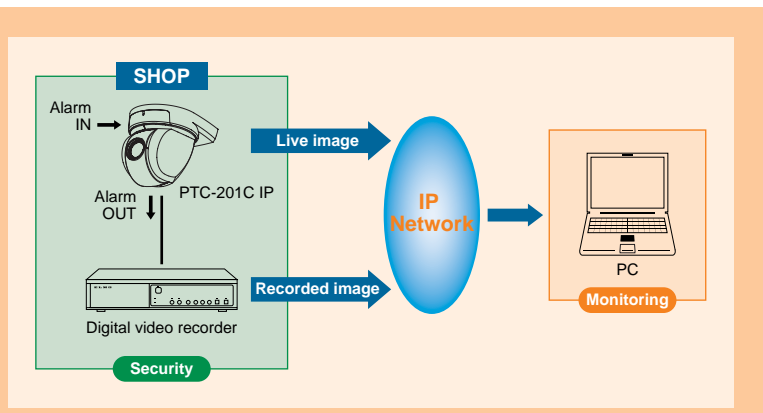 SHOP
Alarm
IN
PTC-201C IP
Alarm
OUT
Digital video recorder
Security
Live image
Recorded image
IP
Network
PC
Monitoring